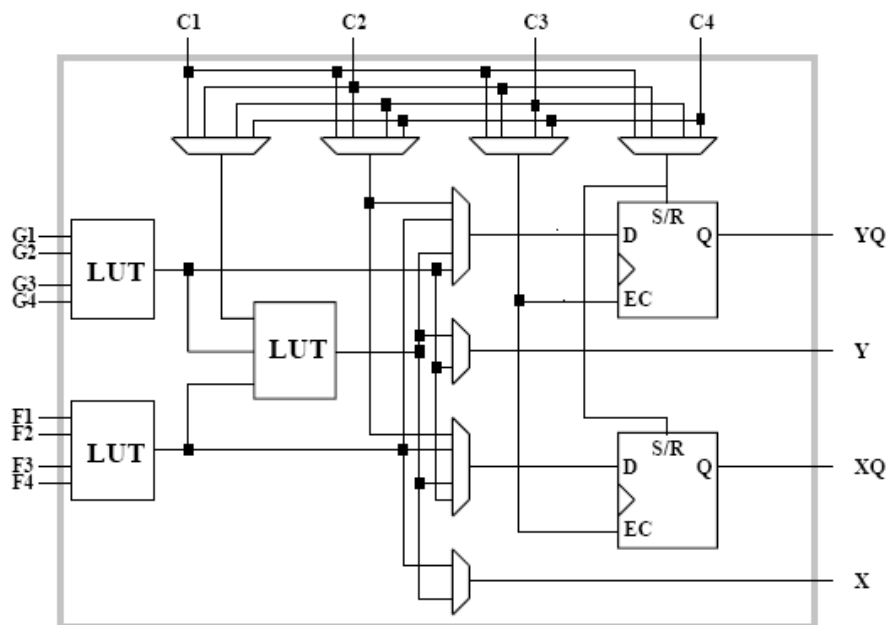 C1 C2 C3 C4
S/R
G1
G2
G3
G4
LUT
D
Q
YQ
EC
LUT
Y
F1
F2
F3
F4
LUT
S/R
D
Q
XQ
EC
X